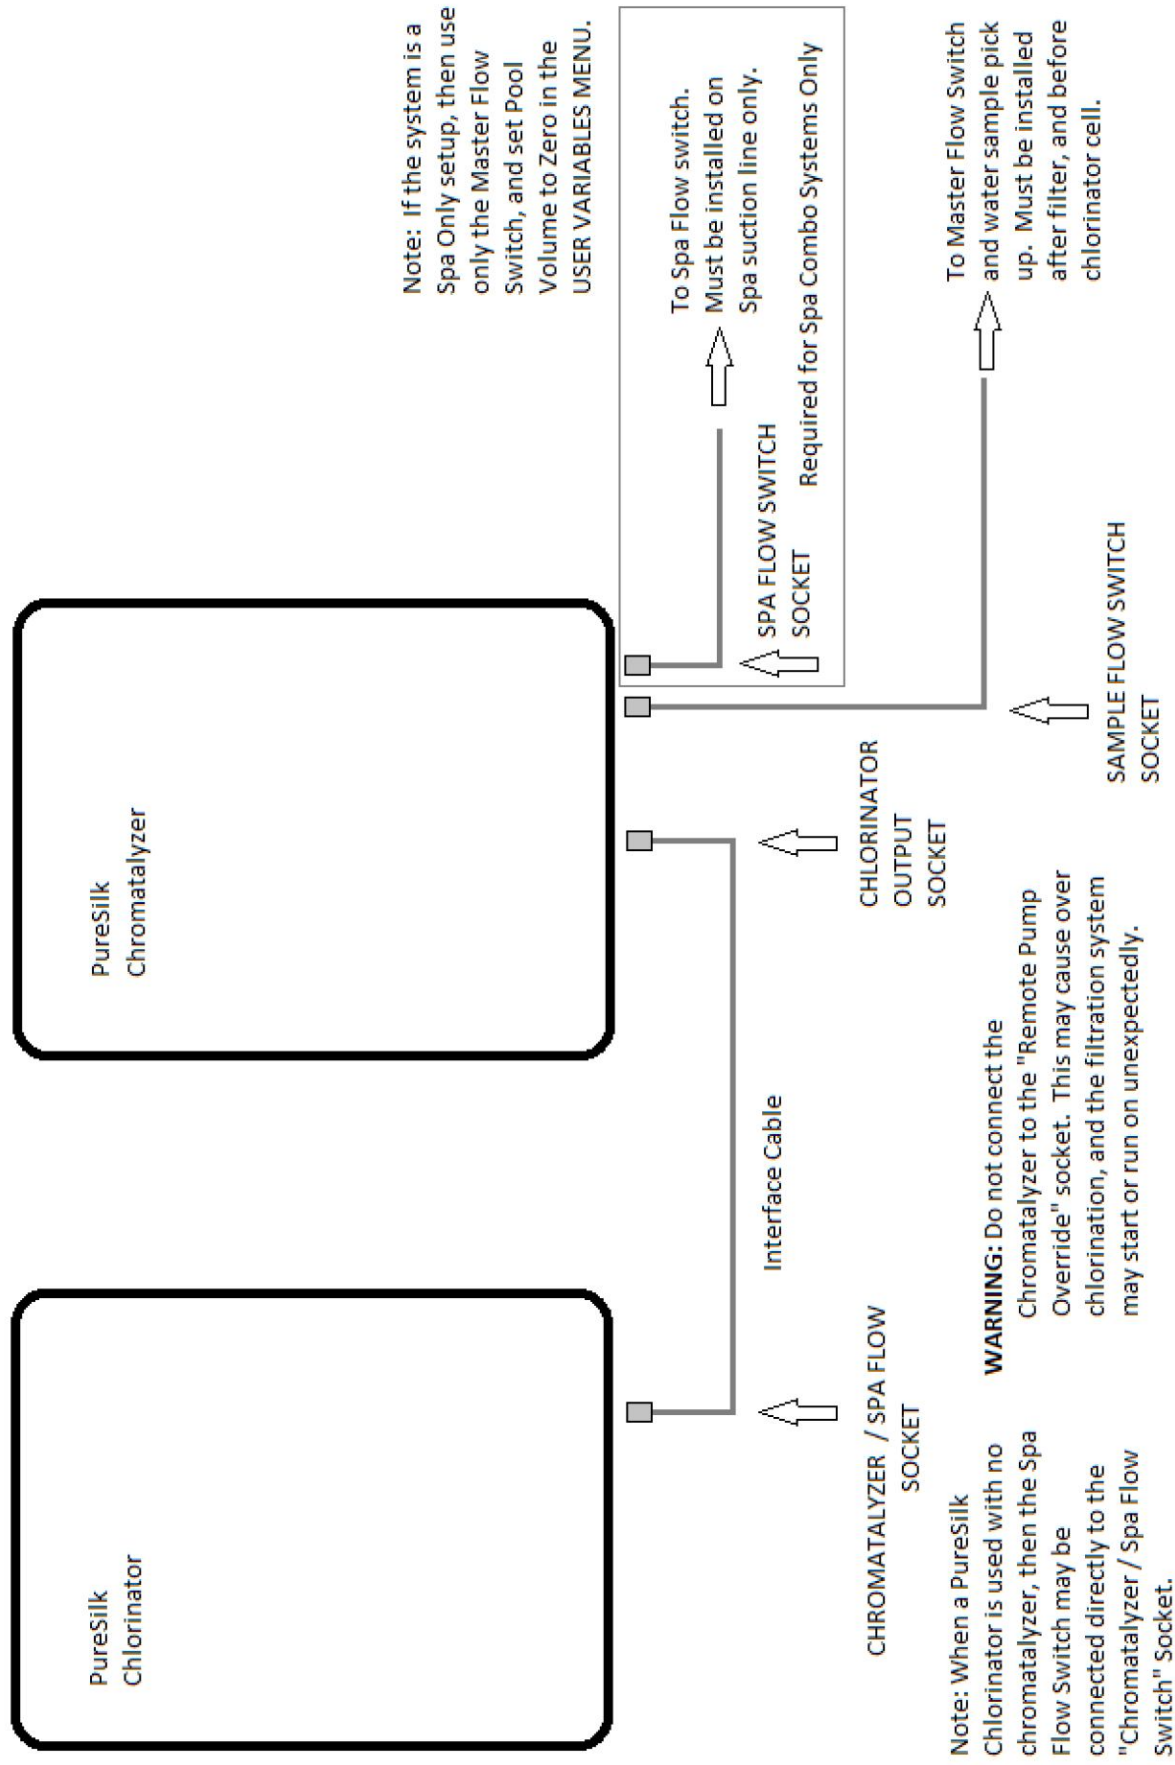 PureSilk
Chlorinator
PureSilk
Chromatalyzer
Note:  If the system is a
Spa Only setup, then use
only the Master Flow
Switch, and set Pool
Volume to Zero in the
USER VARIABLES MENU.
To Spa Flow switch.
Must be installed on
Spa suction line only.
SPA FLOW SWITCH
SOCKET
Required for Spa Combo Systems Only
Interface Cable
CHROMATALYZER  / SPA FLOW
SOCKET
CHLORINATOR
OUTPUT
SOCKET
To Master Flow Switch
and water sample pick
up.  Must be installed
after filter, and before
chlorinator cell.
SAMPLE FLOW SWITCH
SOCKET
Note: When a PureSilk
Chlorinator is used with no
chromatalyzer, then the Spa
Flow Switch may be
connected directly to the
"Chromatalyzer / Spa Flow
Switch" Socket.
WARNING: Do not connect the
Chromatalyzer to the "Remote Pump
Override" socket.  This may cause over
chlorination, and the filtration system
may start or run on unexpectedly.